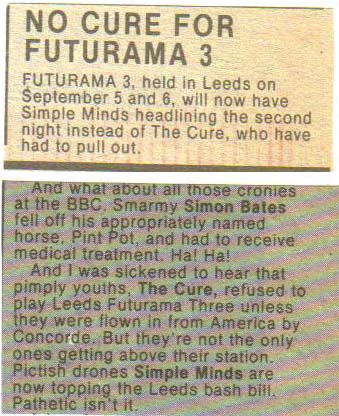 NO CURE FOR
FUTURAMA 3
FUTURAMA 3, held in Leeds on
September 5 and 6, will now have
Simple Minds headlining the second
night instead of The Cure, who have
had to pull out.
And what about all those cronies
at the BBC. Smarmy Simon Bates
fell off his appropriately named
horse, Pint Pot, and had to receive
medical treatment. Ha! Ha!
And I was sickened to hear that
pimply youths, The Cure, refused to
play Leeds Futurama Three unless
they were flown in from America by
Concorde. But they're not the only
ones getting above their station.
Pictish drones Simple Minds are
now topping the Leeds bash bill.
Pathetic isn't it.